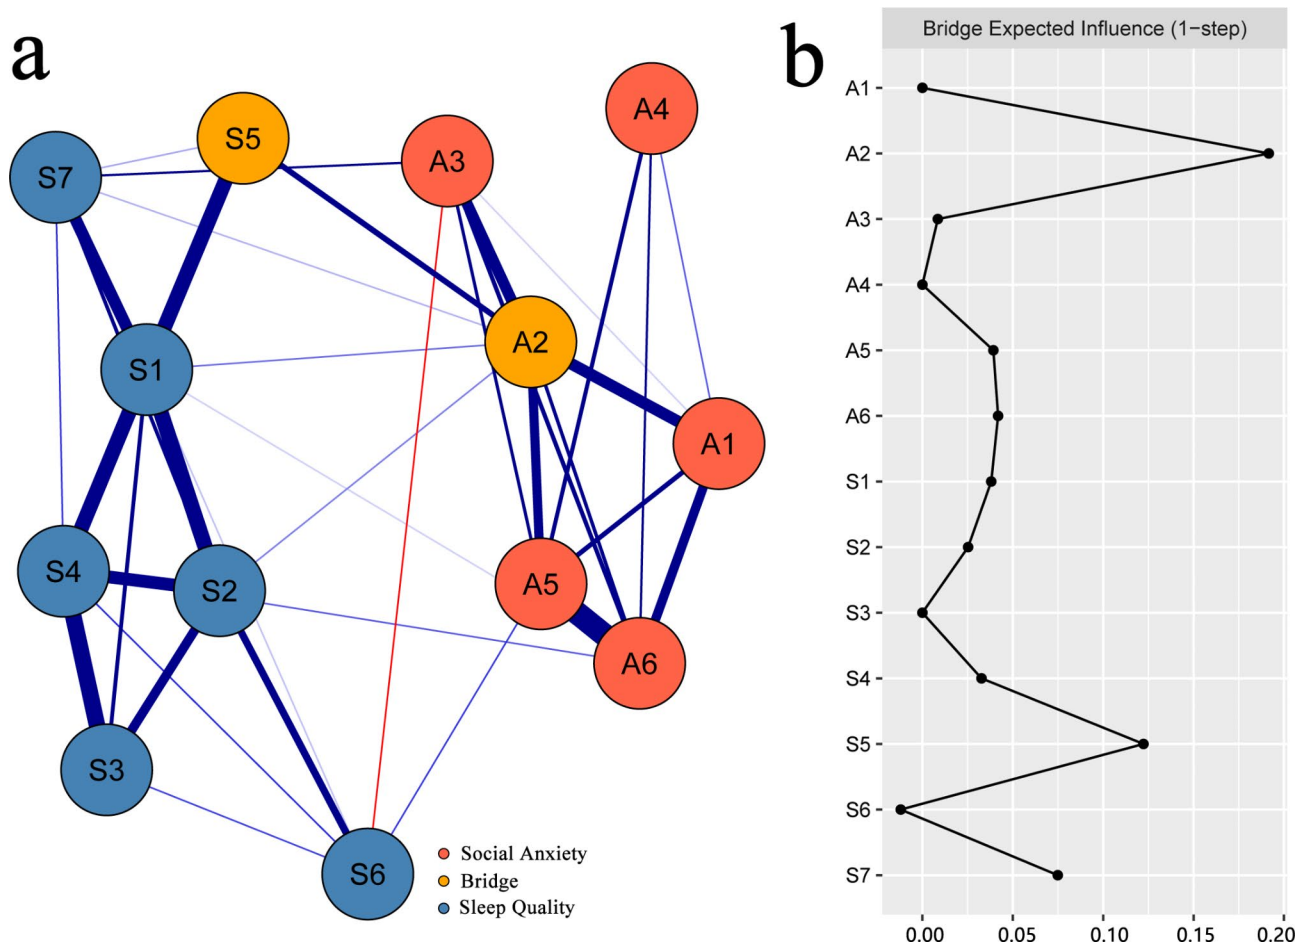 a
S7
S5
A3
A4
S1
A2
A1
S4
S2
A5
A6
S3
S6
Social Anxiety
Bridge
Sleep Quality
b
Bridge Expected Influence (1−step)
A1
A2
A3
A4
A5
A6
S1
S2
S3
S4
S5
S6
S7
0.00 0.05 0.10 0.15 0.20